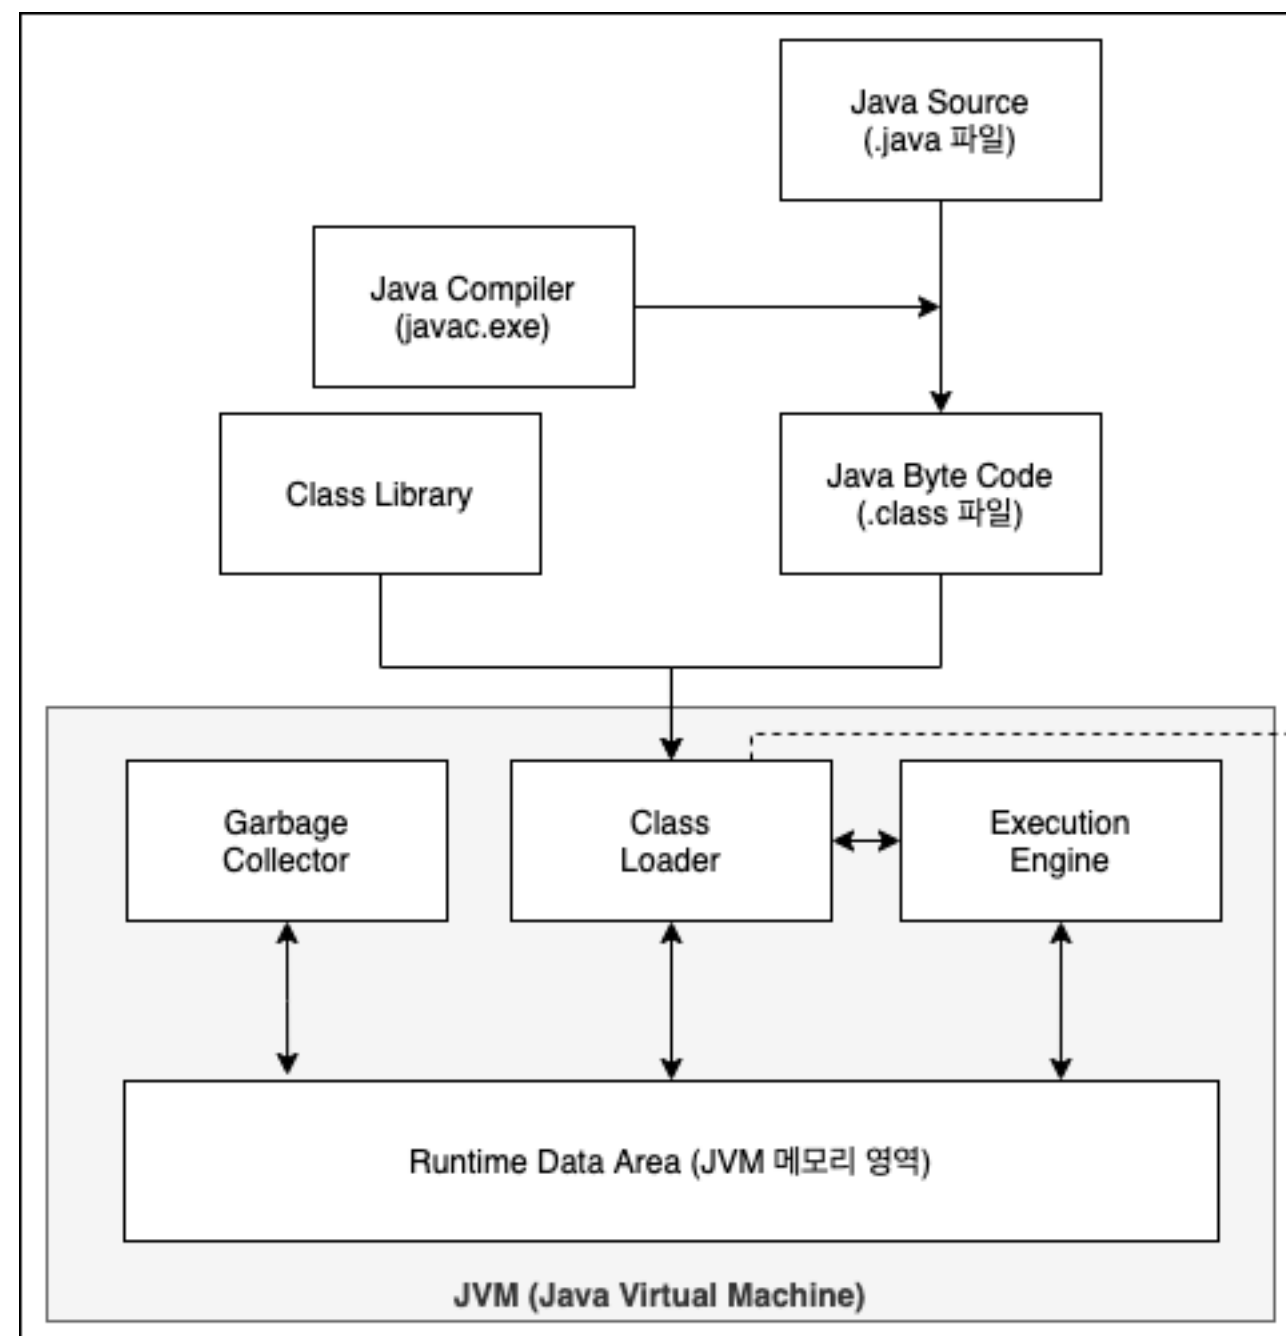 Java Source
(.java 파일)
Java Compiler
(javac.exe)
Class Library
Java Byte Code
(.class 파일)
Garbage
Collector
Class
Loader
Execution
Engine
Runtime Data Area (JVM 메모리 영역)
JVM (Java Virtual Machine)